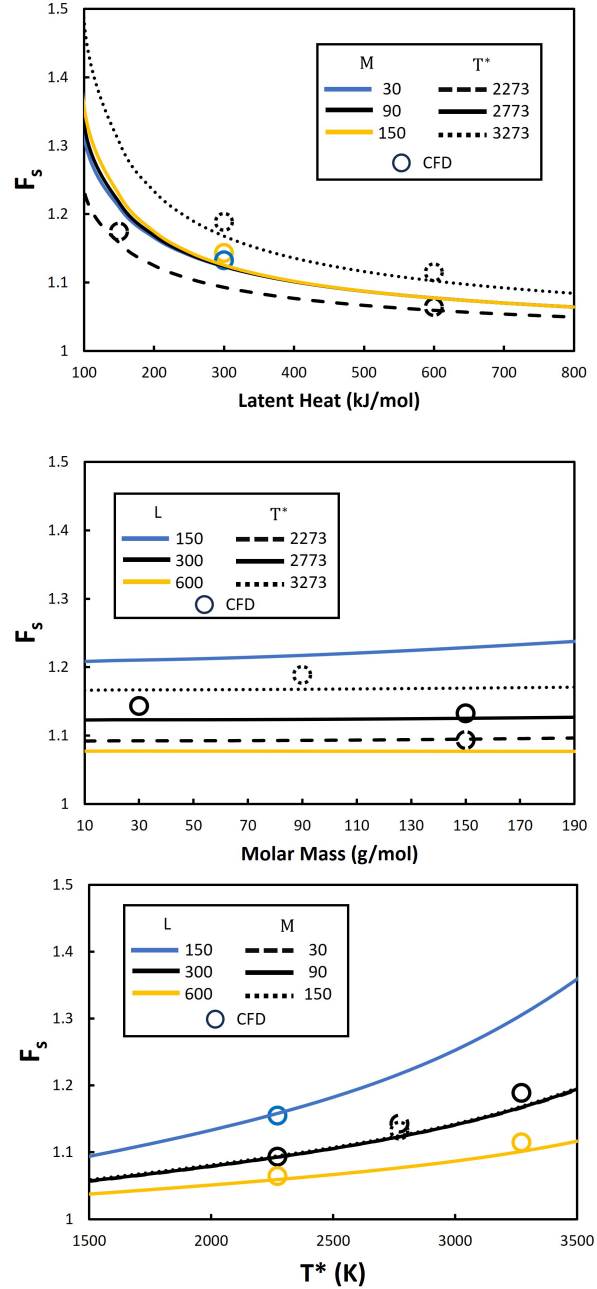 1.5
1.4
1.3
1.2
1.1
1
Fs
M T*
30 2273
90 2773
150 3273
CFD
100 200 300 400 500 600 700 800
Latent Heat (kJ/mol)
1.5
1.4
1.3
1.2
1.1
1
Fs
L T*
150 2273
300 2773
600 3273
CFD
10 30 50 70 90 110 130 150 170 190
Molar Mass (g/mol)
1.5
1.4
1.3
1.2
1.1
1
Fs
L M
150 30
300 90
600 150
CFD
1500 2000 2500 3000 3500
T* (K)